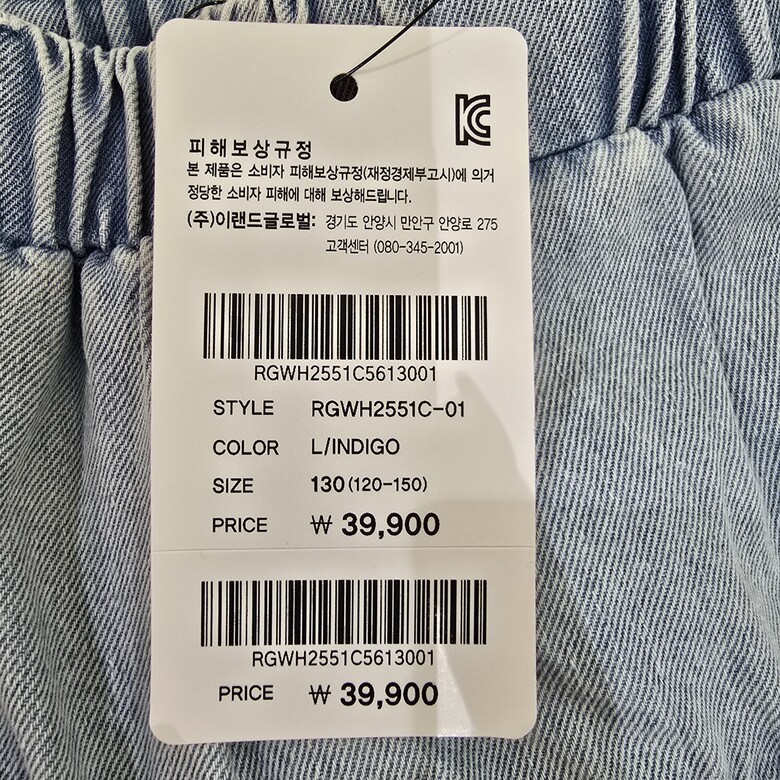 피해보상규정
본 제품은 소비자 피해보상규정(재정경제부고시)에 의거
정당한 소비자 피해에 대해 보상해드립니다.
(주)이랜드글로벌: 경기도 안양시 만안구 안양로 275
고객센터 (080-345-2001)
RGWH2551C5613001
STYLE RGWH2551C-01
COLOR L/INDIGO
SIZE 130 (120-150)
PRICE ₩ 39,900
RGWH2551C5613001
PRICE ₩ 39,900